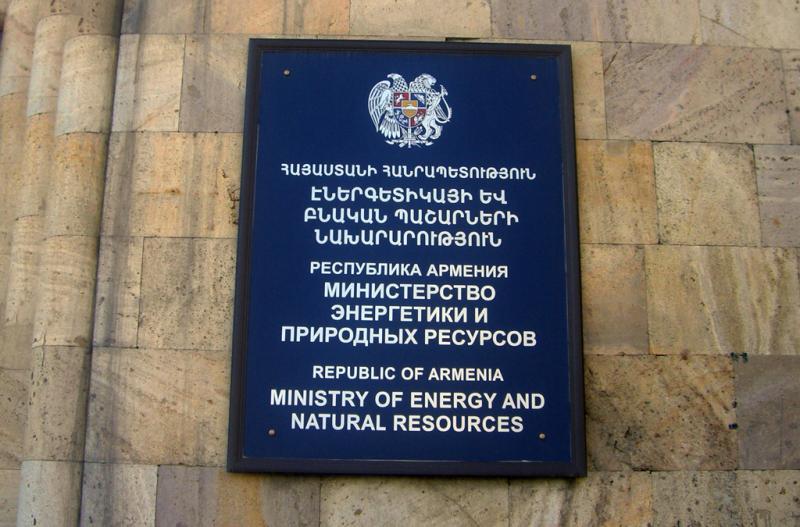 ՀԱՅԱՍՏԱՆԻ ՀԱՆՐԱՊԵՏՈՒԹՅՈՒՆ
ԷՆԵՐԳԵՏԻԿԱՅԻ ԵՎ
ԲՆԱԿԱՆ ՊԱՇԱՐՆԵՐԻ
ՆԱԽԱՐԱՐՈՒԹՅՈՒՆ
РЕСПУБЛИКА АРМЕНИЯ
МИНИСТЕРСТВО
ЭНЕРГЕТИКИ И
ПРИРОДНЫХ РЕСУРСОВ
REPUBLIC OF ARMENIA
MINISTRY OF ENERGY AND
NATURAL RESOURCES